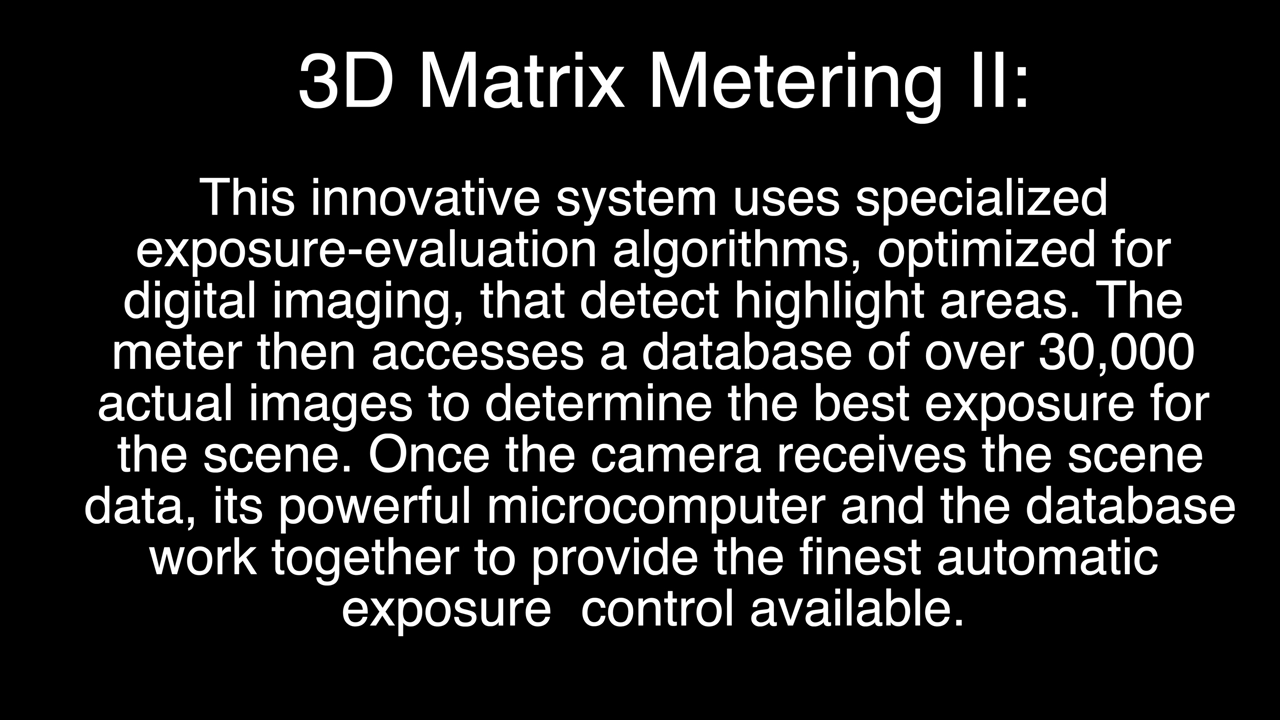 3D Matrix Metering II:
This innovative system uses specialized
exposure-evaluation algorithms, optimized for
digital imaging, that detect highlight areas. The
meter then accesses a database of over 30,000
actual images to determine the best exposure for
the scene. Once the camera receives the scene
data, its powerful microcomputer and the database
work together to provide the finest automatic
exposure  control available.